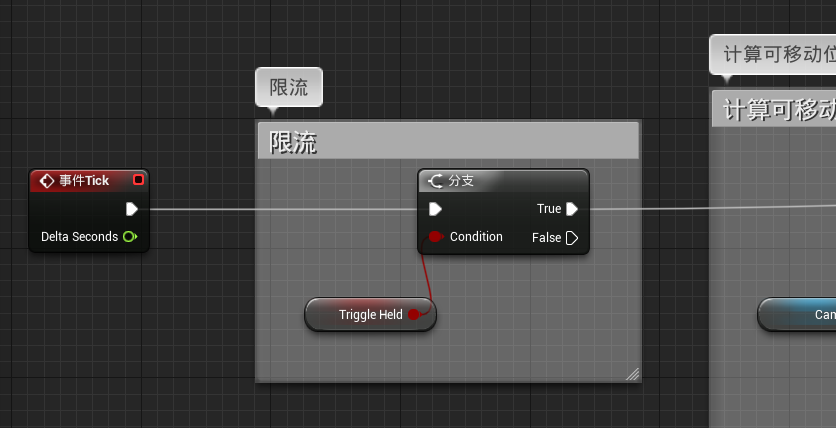 计算可移动位
限流
计算可移动
限流
事件Tick
分支
True
Delta Seconds
Condition
False
Triggle Held
Can